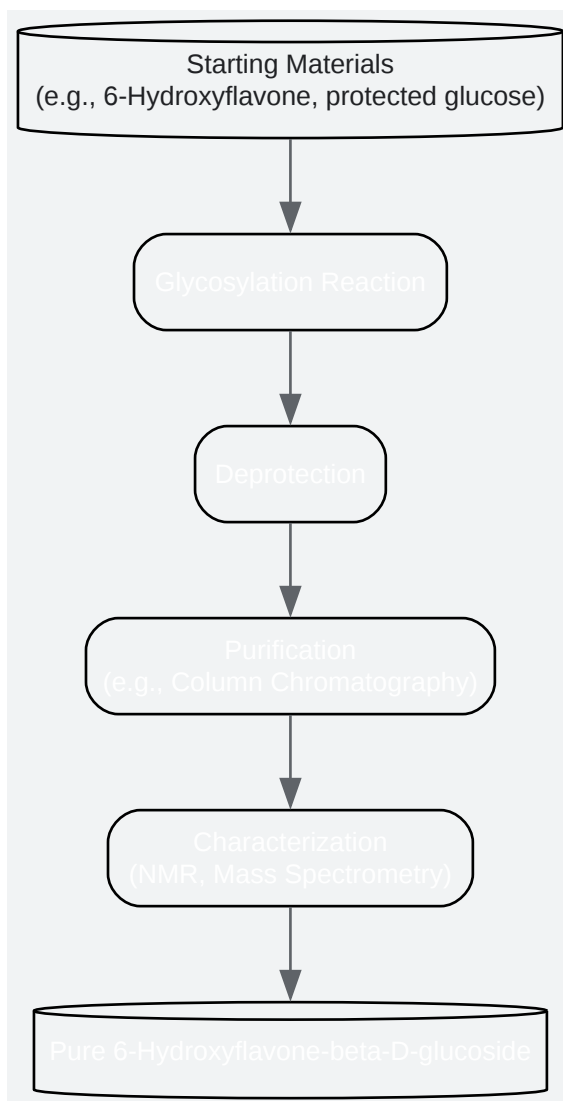 Starting Materials
(e.g., 6-Hydroxyflavone, protected glucose)
Glycosylation Reaction
Deprotection
Purification
(e.g., Column Chromatography)
Characterization
(NMR, Mass Spectrometry)
Pure 6-Hydroxyflavone-beta-D-glucoside